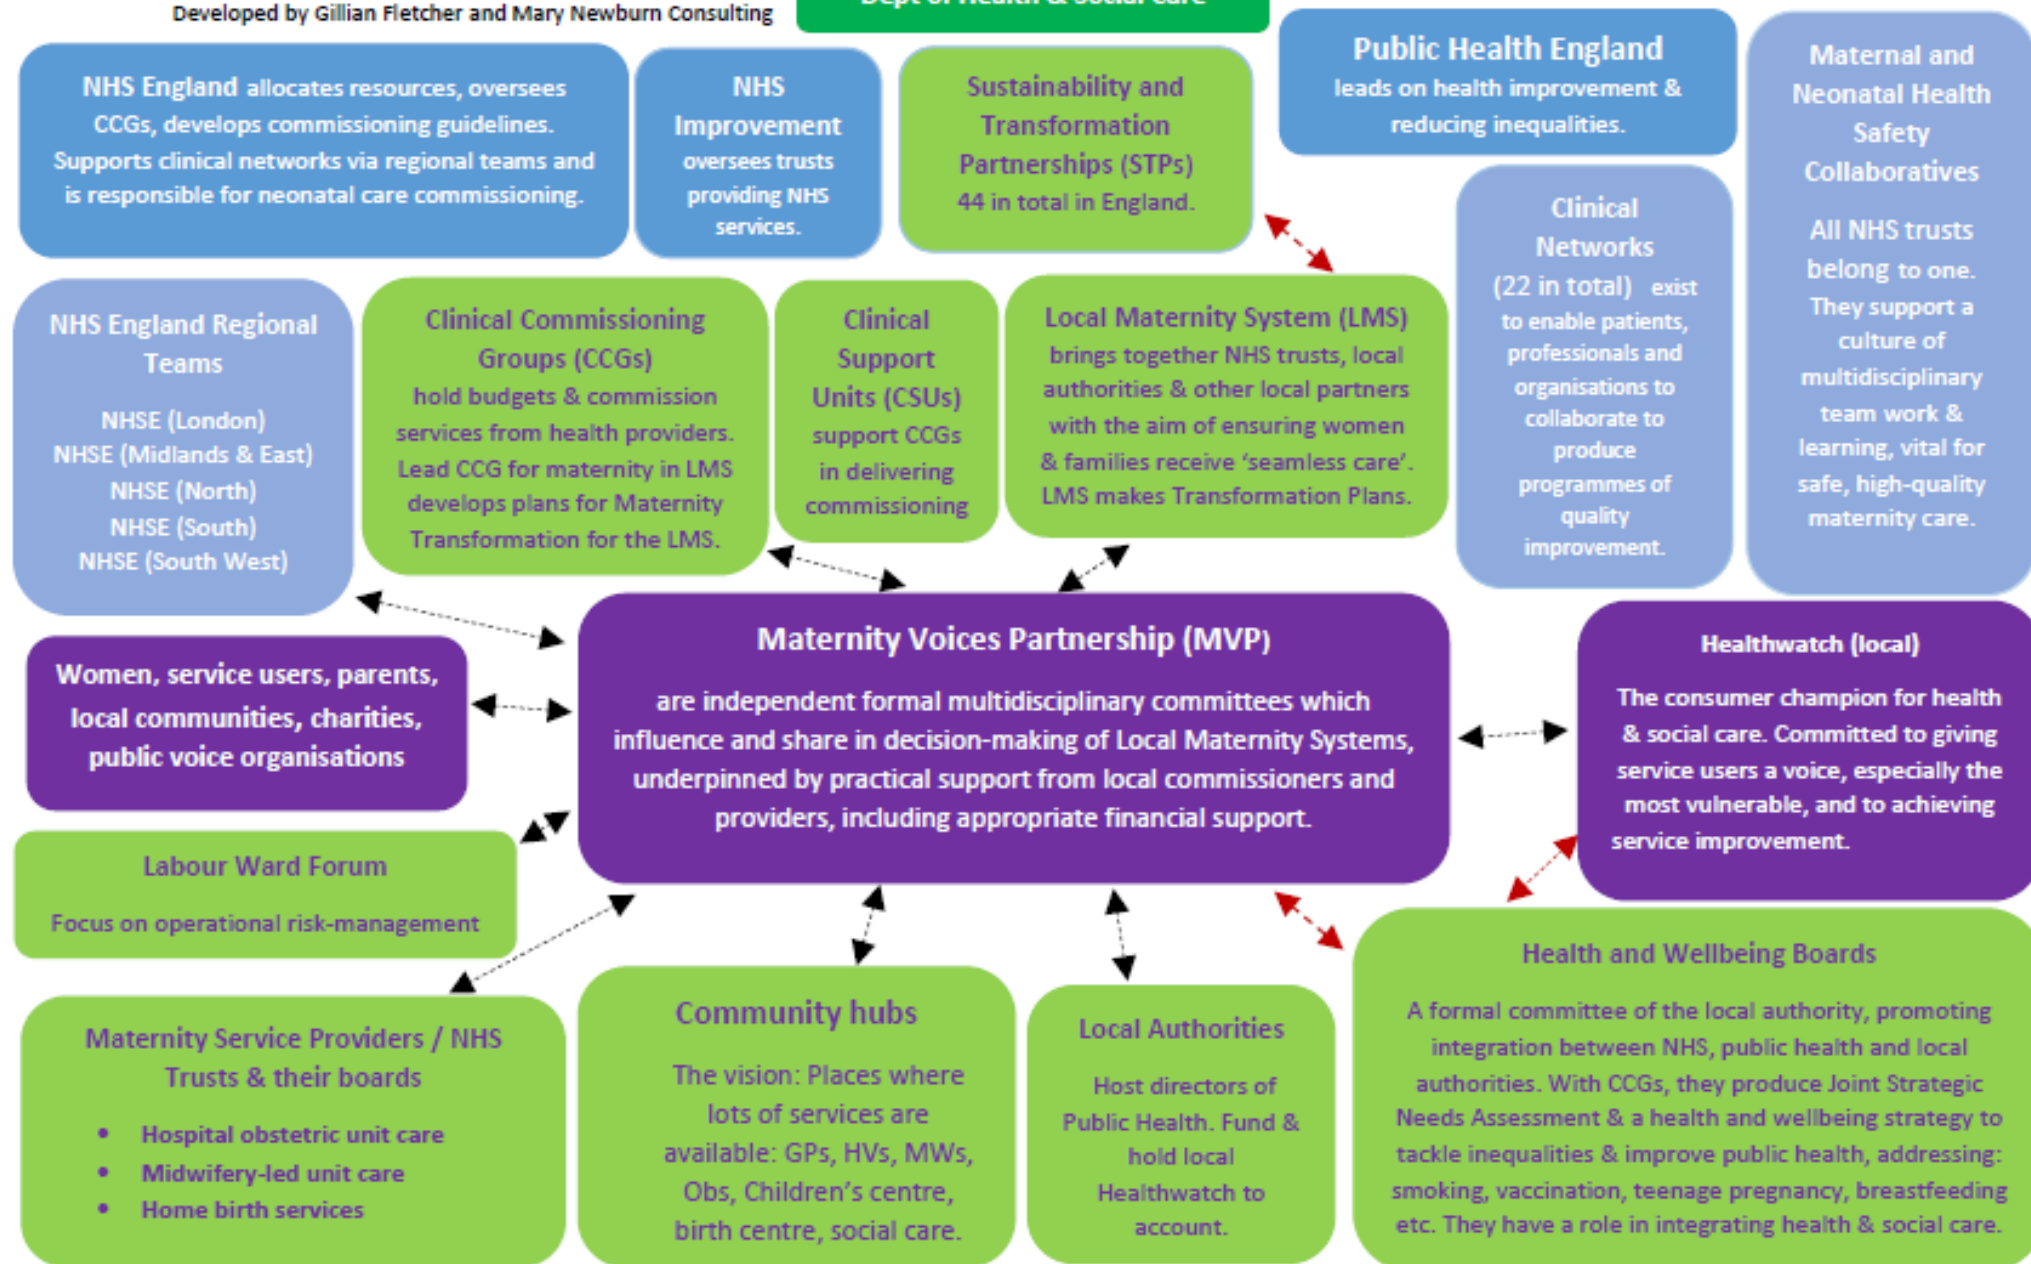 Developed by Gillian Fletcher and Mary Newburn Consulting
Dept of Health & Social Care
NHS England allocates resources, oversees
CCGs, develops commissioning guidelines.
Supports clinical networks via regional teams and
is responsible for neonatal care commissioning.
NHS
Improvement
oversees trusts
providing NHS
services.
Sustainability and
Transformation
Partnerships (STPs)
44 in total in England.
Public Health England
leads on health improvement &
reducing inequalities.
Maternal and
Neonatal Health
Safety
Collaboratives
All NHS trusts
belong to one.
They support a
culture of
multidisciplinary
team work &
learning, vital for
safe, high-quality
maternity care.
Clinical
Networks
(22 in total) exist
to enable patients,
professionals and
organisations to
collaborate to
produce
programmes of
quality
improvement.
NHS England Regional
Teams
NHSE (London)
NHSE (Midlands & East)
NHSE (North)
NHSE (South)
NHSE (South West)
Clinical Commissioning
Groups (CCGs)
hold budgets & commission
services from health providers.
Lead CCG for maternity in LMS
develops plans for Maternity
Transformation for the LMS.
Clinical
Support
Units (CSUs)
support CCGs
in delivering
commissioning
Local Maternity System (LMS)
brings together NHS trusts, local
authorities & other local partners
with the aim of ensuring women
& families receive ‘seamless care’.
LMS makes Transformation Plans.
Women, service users, parents,
local communities, charities,
public voice organisations
Maternity Voices Partnership (MVP)
are independent formal multidisciplinary committees which
influence and share in decision-making of Local Maternity Systems,
underpinned by practical support from local commissioners and
providers, including appropriate financial support.
Healthwatch (local)
The consumer champion for health
& social care. Committed to giving
service users a voice, especially the
most vulnerable, and to achieving
service improvement.
Labour Ward Forum
Focus on operational risk-management
Maternity Service Providers / NHS
Trusts & their boards
• Hospital obstetric unit care
• Midwifery-led unit care
• Home birth services
Community hubs
The vision: Places where
lots of services are
available: GPs, HVs, MWs,
Obs, Children’s centre,
birth centre, social care.
Local Authorities
Host directors of
Public Health. Fund &
hold local
Healthwatch to
account.
Health and Wellbeing Boards
A formal committee of the local authority, promoting
integration between NHS, public health and local
authorities. With CCGs, they produce Joint Strategic
Needs Assessment & a health and wellbeing strategy to
tackle inequalities & improve public health, addressing:
smoking, vaccination, teenage pregnancy, breastfeeding
etc. They have a role in integrating health & social care.